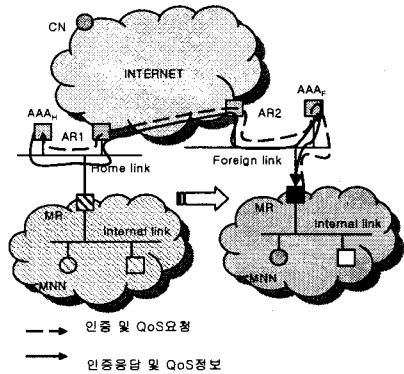 CN
INTERNET
AAAH
AR1
AR2
AAAF
Home link
Foreign link
MR
Internal link
MNN
MR
Internal link
MNN
인증 및 QoS요청
인증응답 및 QoS정보